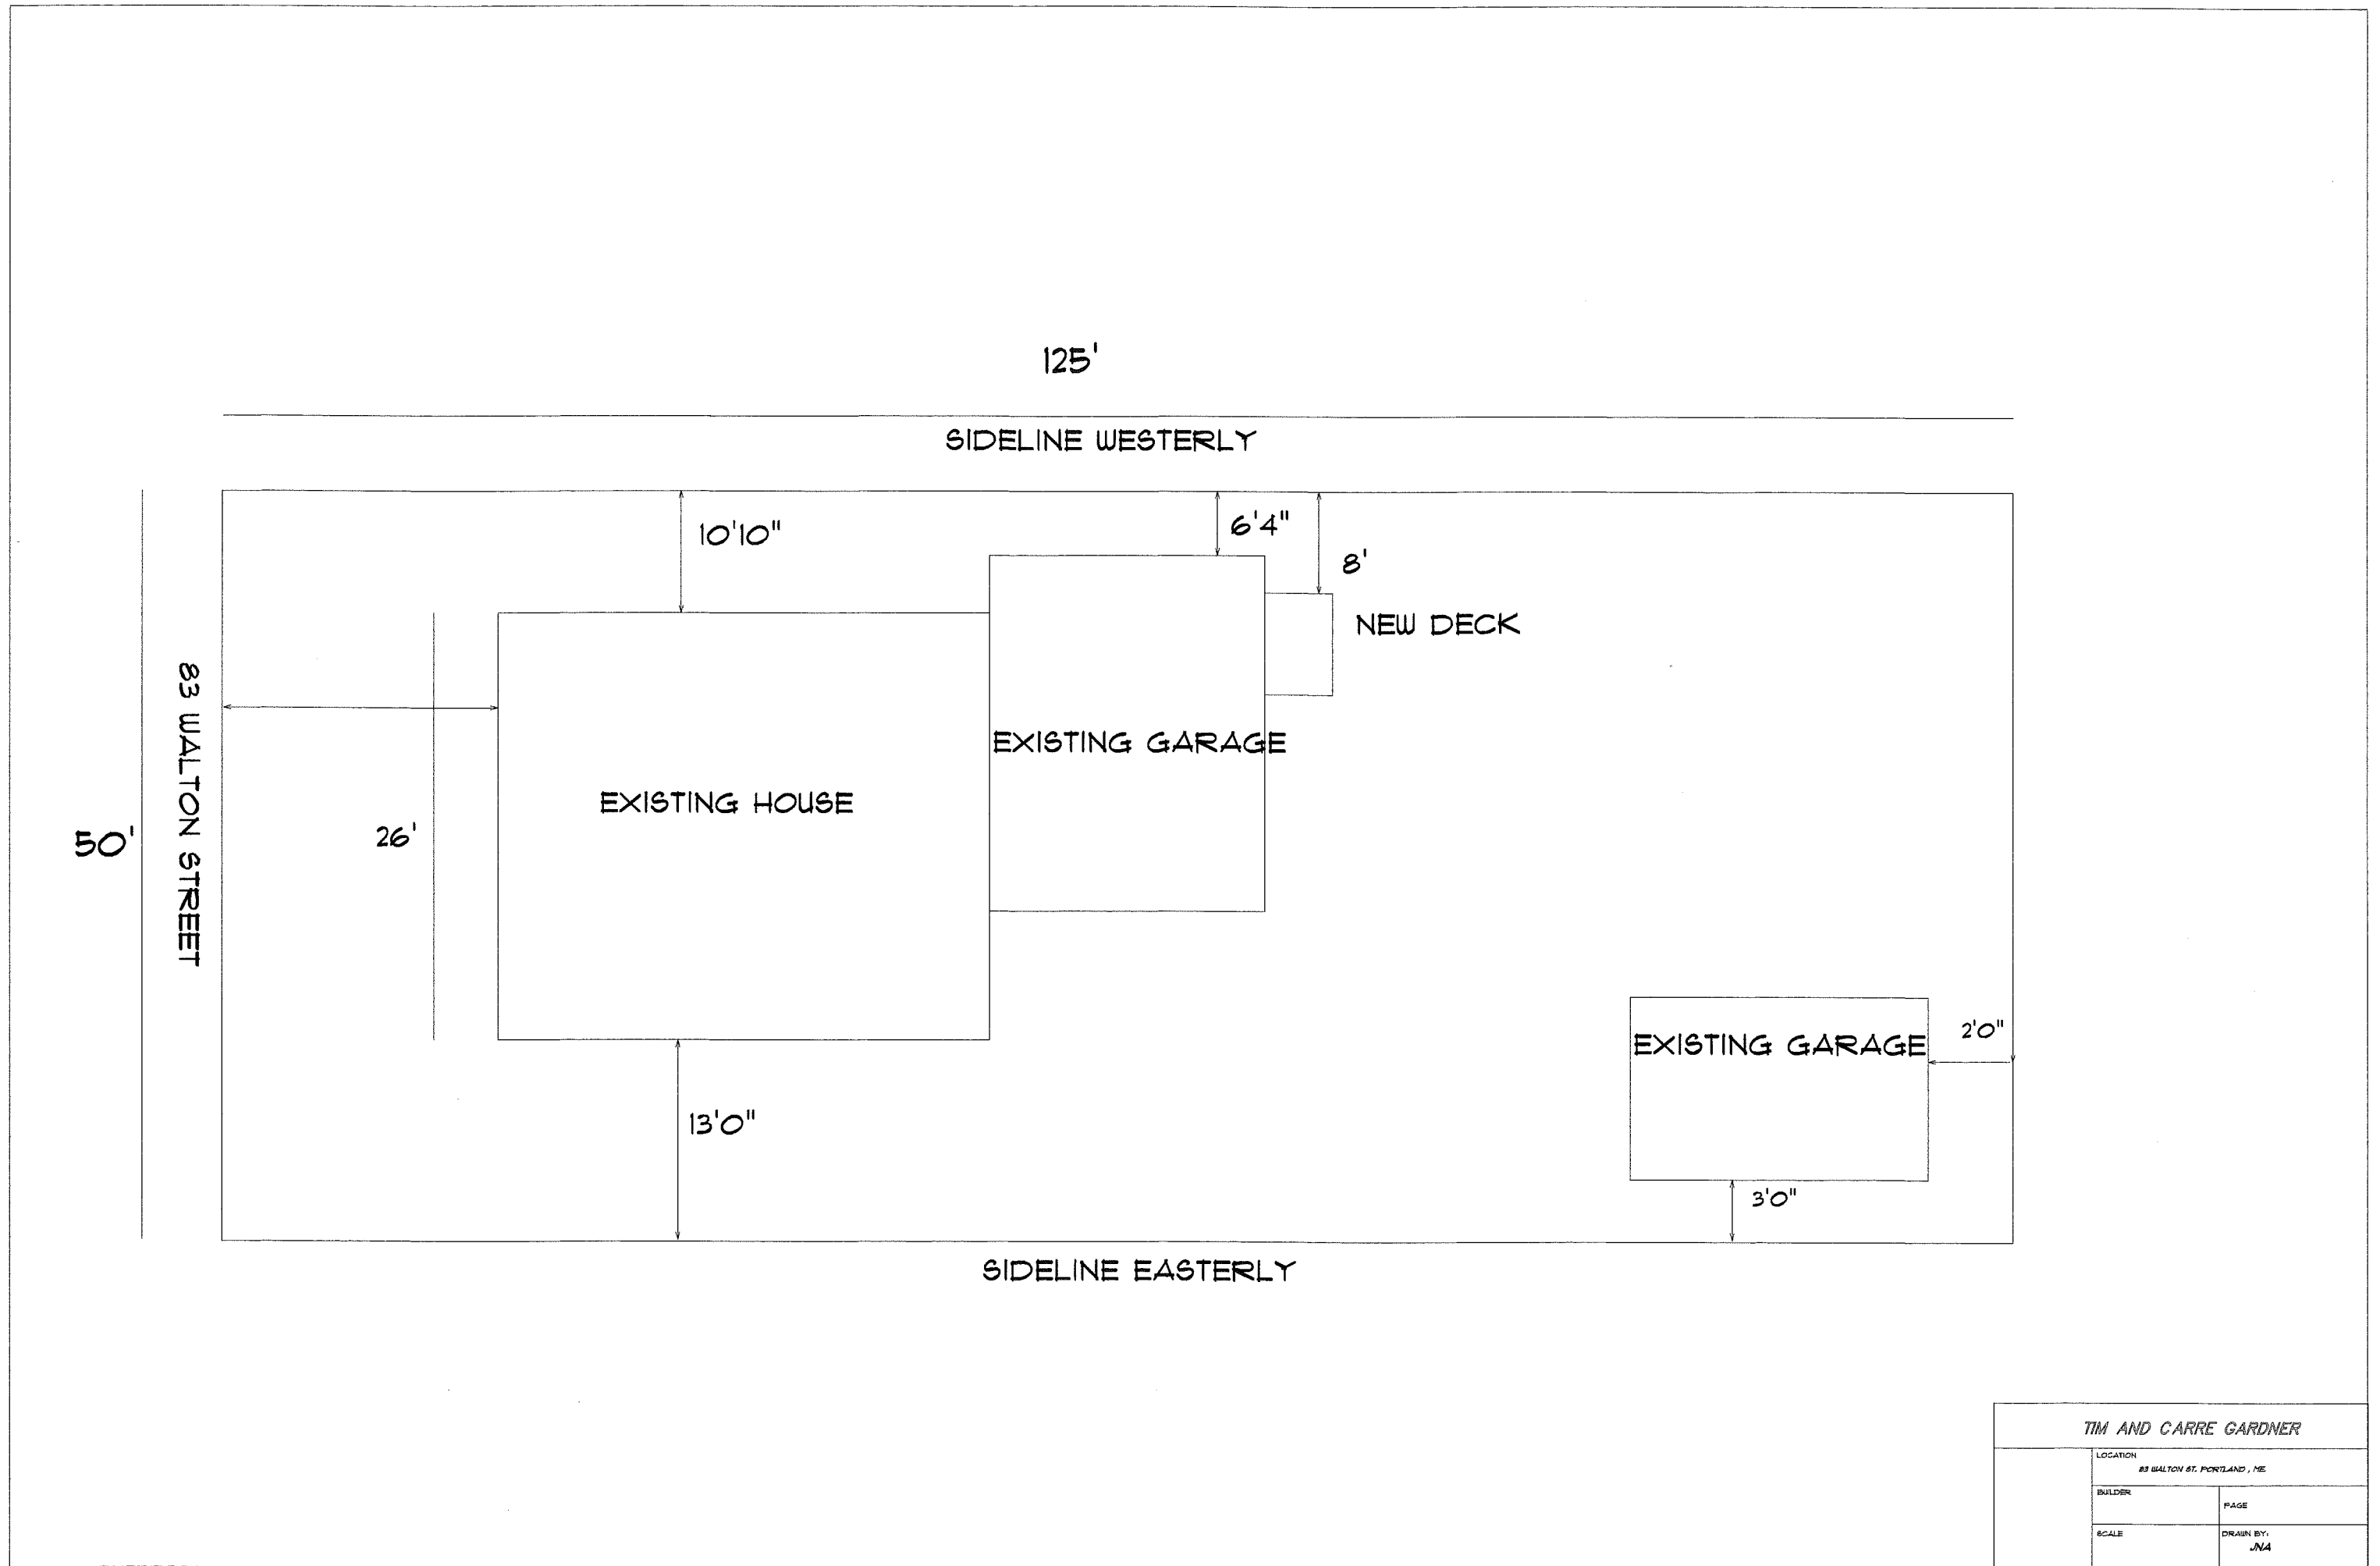 125'
SIDELINE WESTERLY
10'10"
6'4"
8'
NEW DECK
83 WALTON STREET
EXISTING GARAGE
EXISTING HOUSE
50'
26'
EXISTING GARAGE
2'0"
13'0"
3'0"
SIDELINE EASTERLY
TIM AND CARRE GARDNER
LOCATION
83 WALTON ST. PORTLAND, ME
BUILDER
PAGE
SCALE
DRAWN BY:
JNA